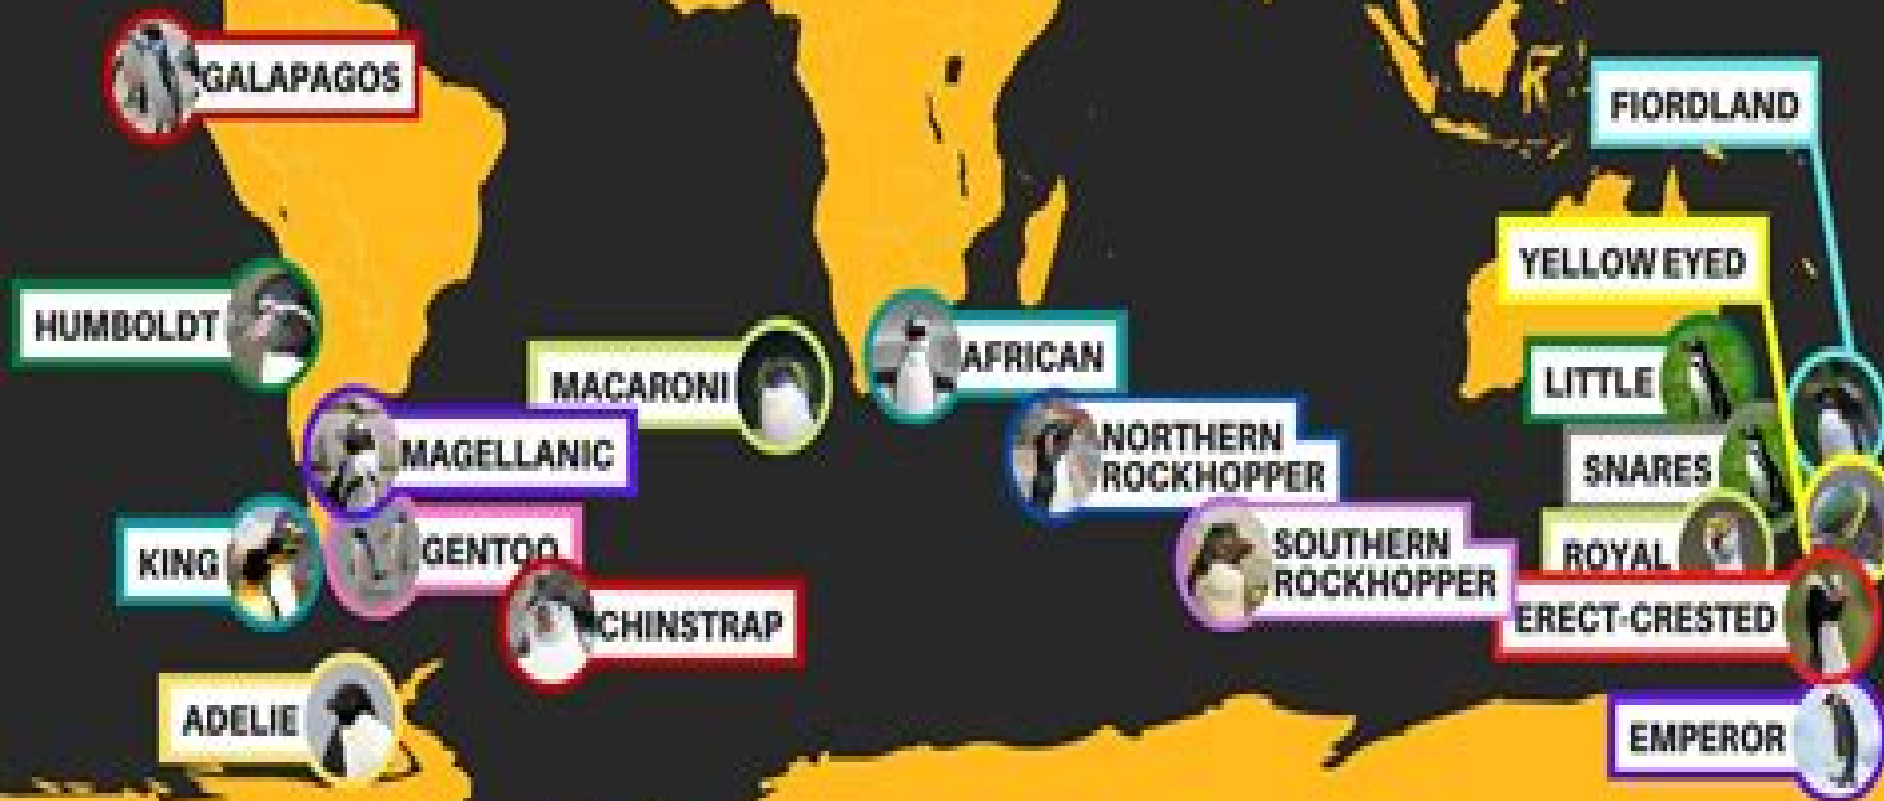 GALAPAGOS
FIORDLAND
YELLOW EYED
HUMBOLDT
AFRICAN
MACARONI
LITTLE
MAGELLANIC
NORTHERN
ROCKHOPPER
SNARES
KING
GENTOO
SOUTHERN
ROCKHOPPER
ROYAL
CHINSTRAP
ERECT-CRESTED
ADELIE
EMPEROR